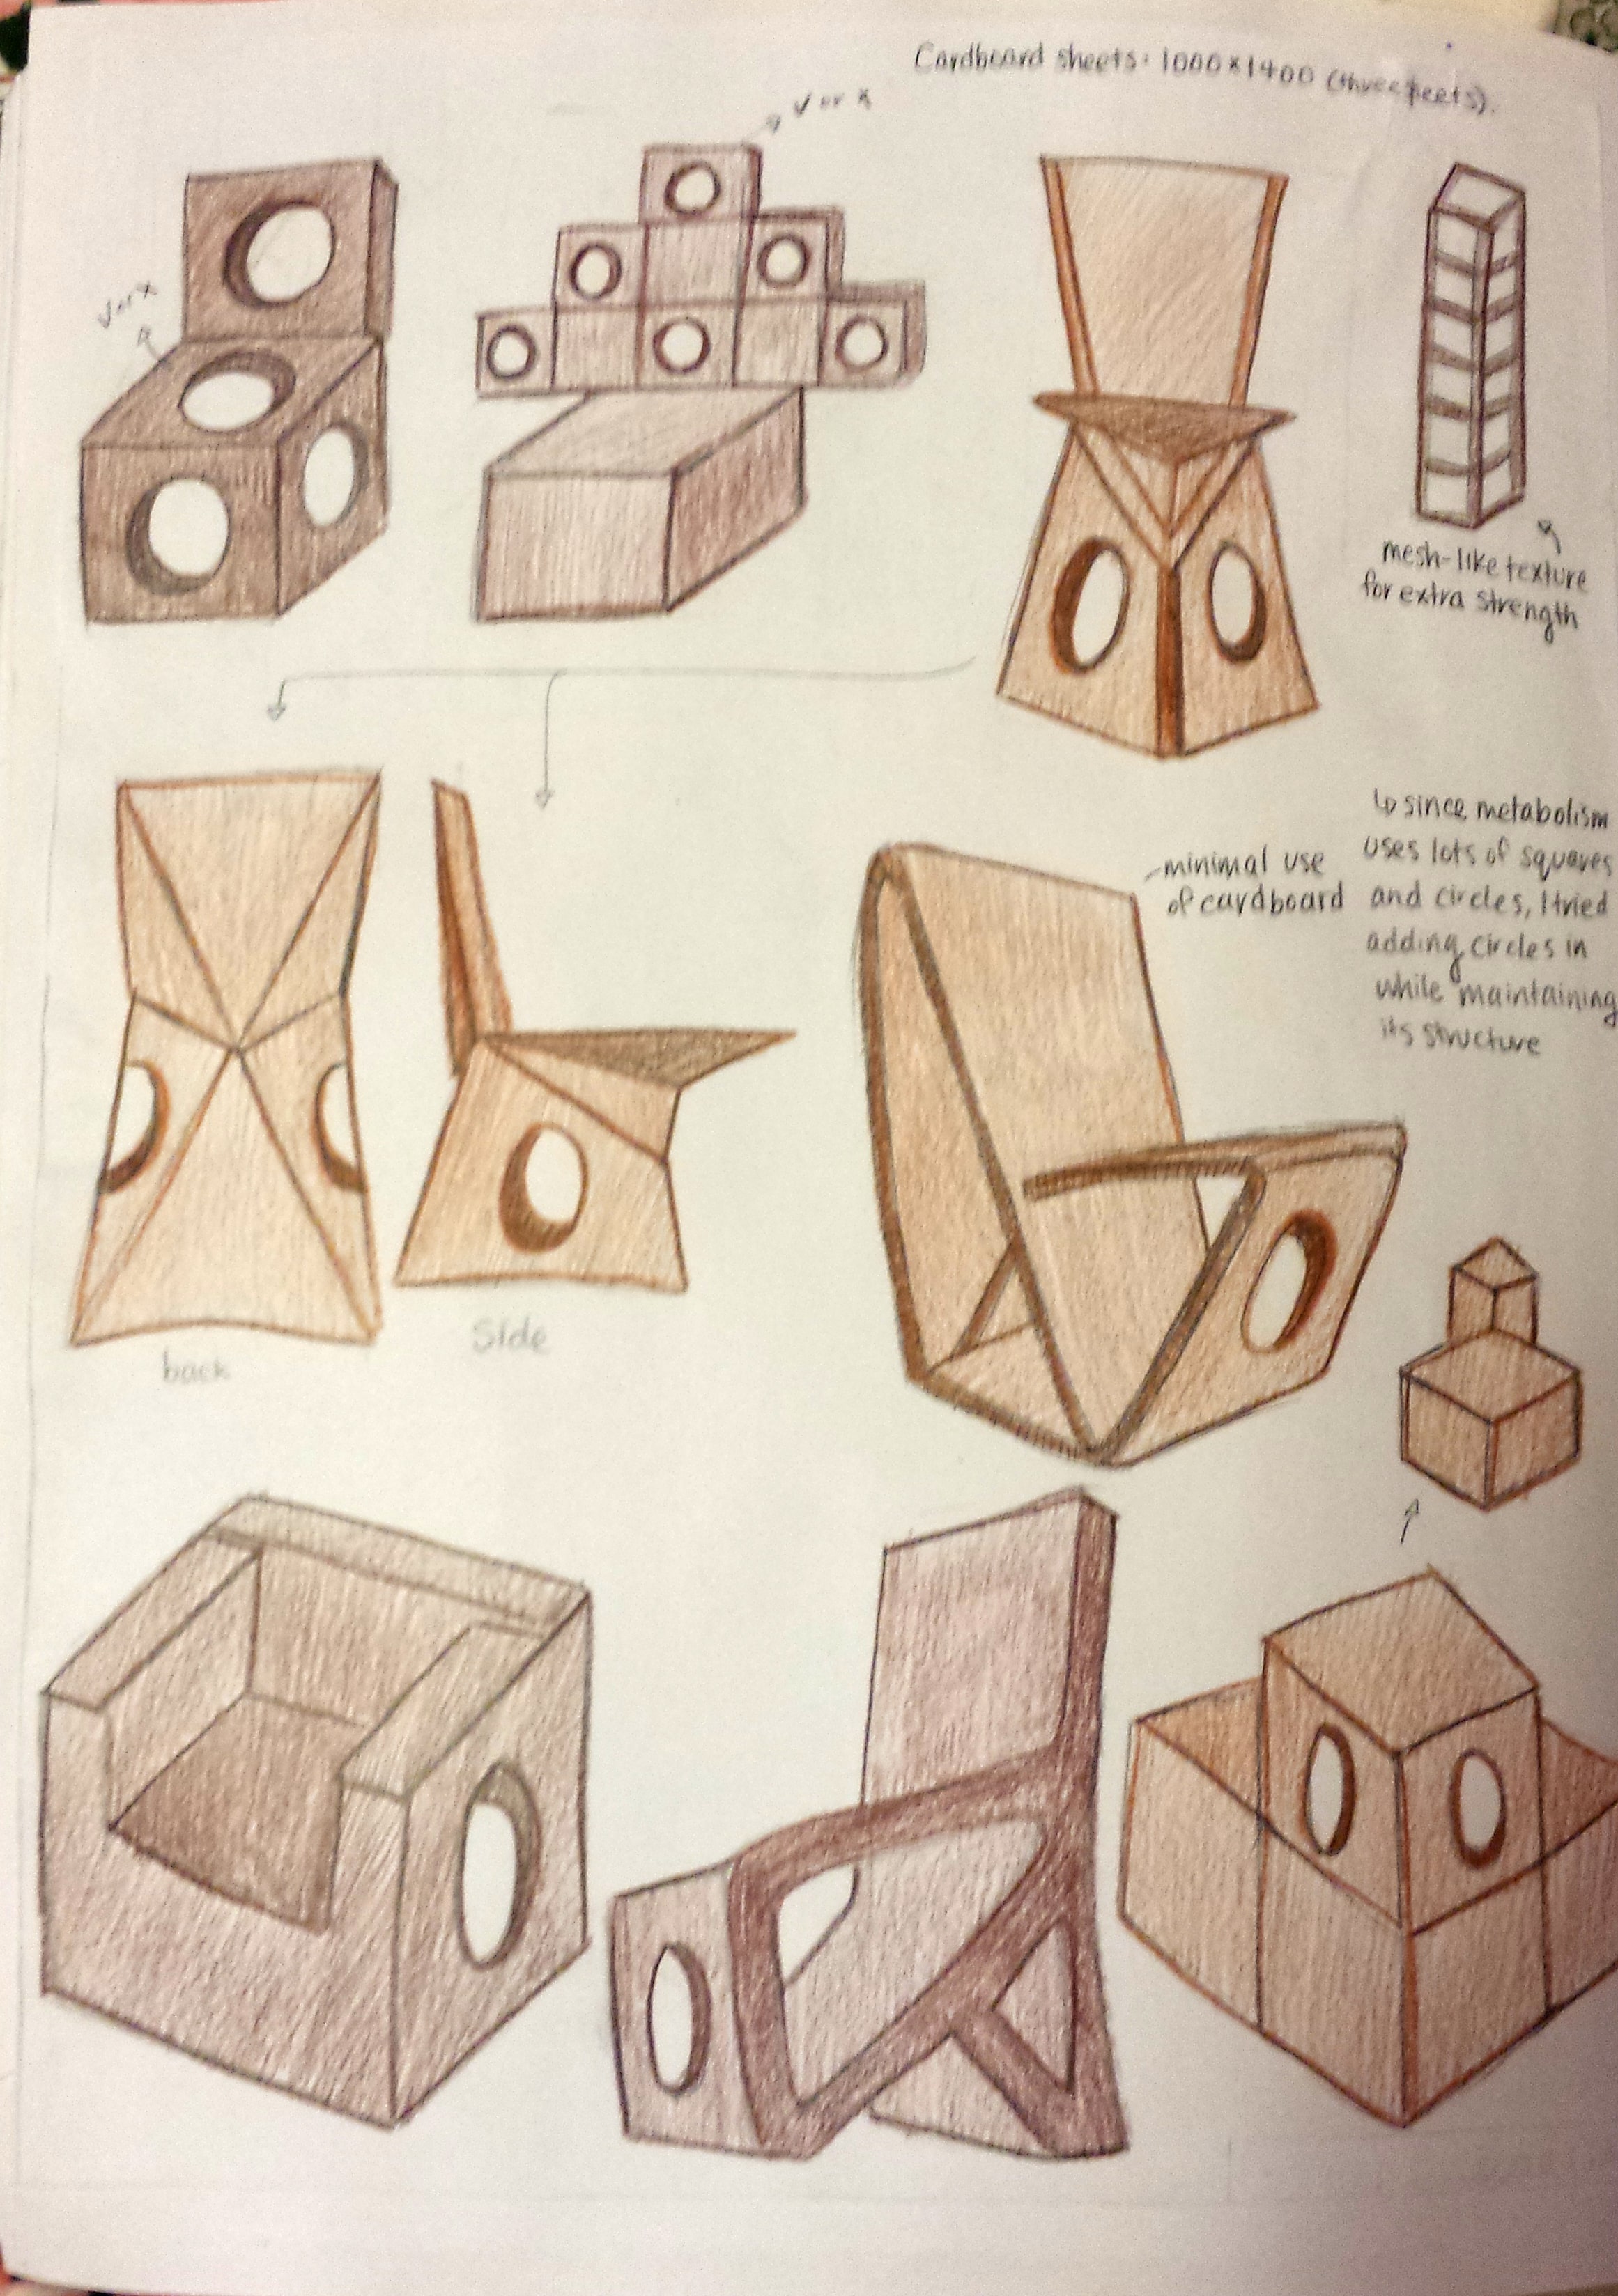 Cardboard sheets: 1000×1400 (three sheets).
V or X
V or X
mesh-like texture
for extra strength
↳ since metabolism
uses lots of squares
and circles, I tried
adding circles in
while maintaining
its structure
minimal use
of cardboard
back
Side